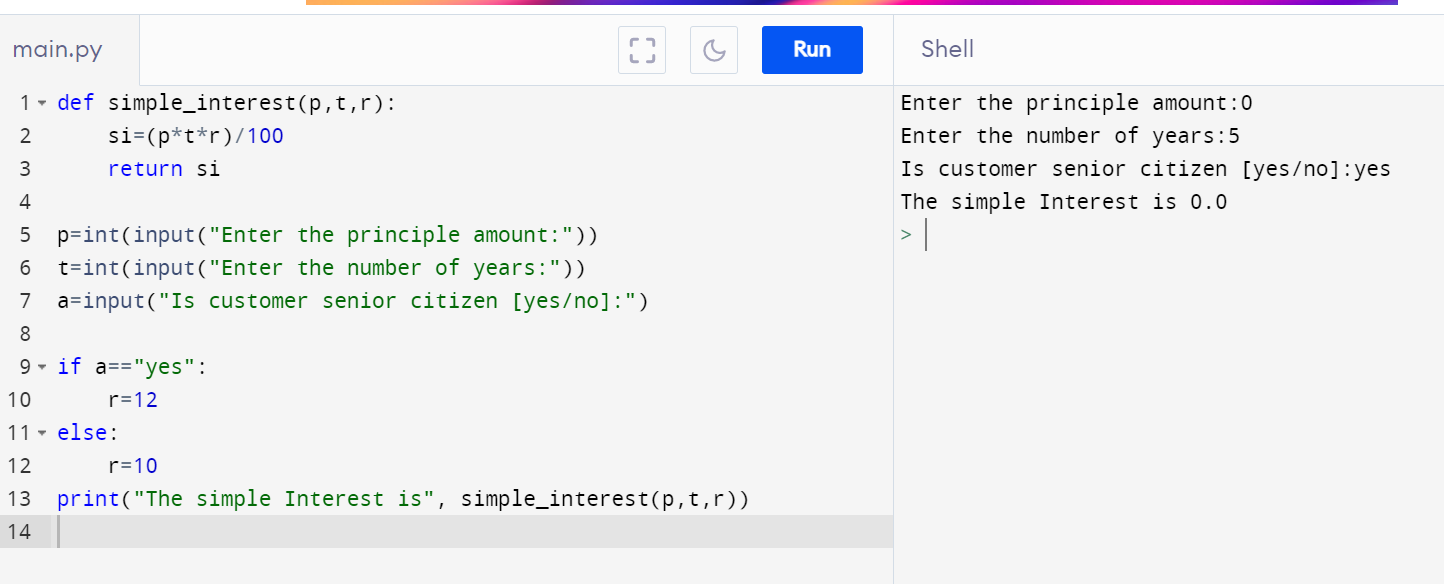 main.py
Run
Shell
1 def simple_interest(p,t,r):
2     si=(p*t*r)/100
3     return si
4
5 p=int(input("Enter the principle amount:"))
6 t=int(input("Enter the number of years:"))
7 a=input("Is customer senior citizen [yes/no]:")
8
9 if a=="yes":
10     r=12
11 else:
12     r=10
13 print("The simple Interest is", simple_interest(p,t,r))
14
Enter the principle amount:0
Enter the number of years:5
Is customer senior citizen [yes/no]:yes
The simple Interest is 0.0
>